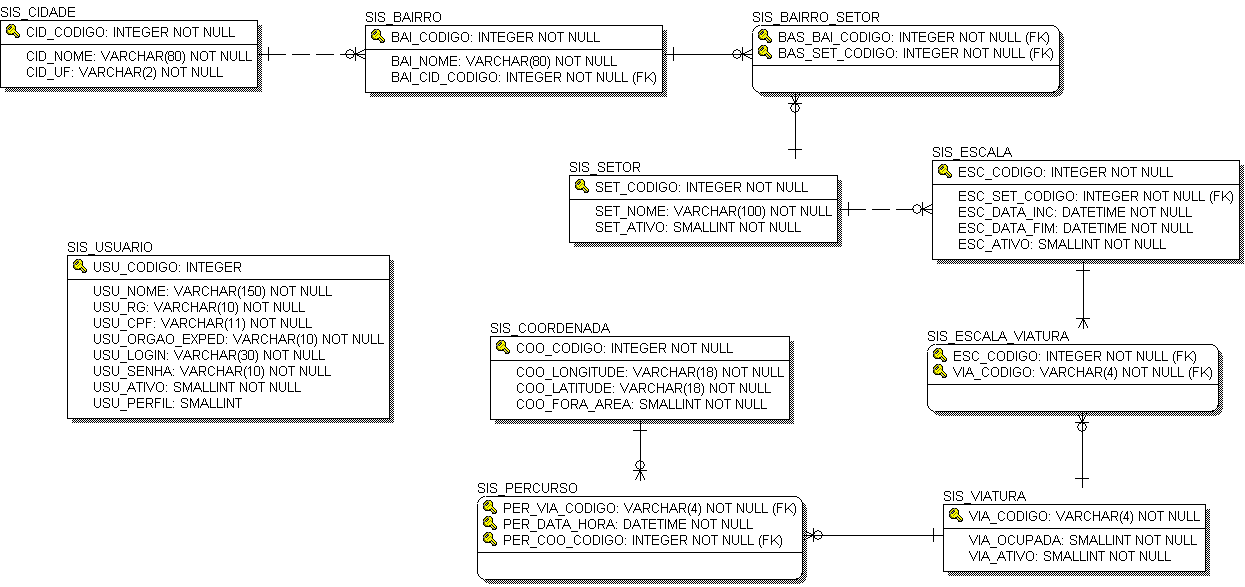 SIS_CIDADE
CID_CODIGO: INTEGER NOT NULL
CID_NOME: VARCHAR(80) NOT NULL
CID_UF: VARCHAR(2) NOT NULL
SIS_BAIRRO
BAI_CODIGO: INTEGER NOT NULL
BAI_NOME: VARCHAR(80) NOT NULL
BAI_CID_CODIGO: INTEGER NOT NULL (FK)
SIS_BAIRRO_SETOR
BAS_BAI_CODIGO: INTEGER NOT NULL (FK)
BAS_SET_CODIGO: INTEGER NOT NULL (FK)
SIS_SETOR
SET_CODIGO: INTEGER NOT NULL
SET_NOME: VARCHAR(100) NOT NULL
SET_ATIVO: SMALLINT NOT NULL
SIS_ESCALA
ESC_CODIGO: INTEGER NOT NULL
ESC_SET_CODIGO: INTEGER NOT NULL (FK)
ESC_DATA_INC: DATETIME NOT NULL
ESC_DATA_FIM: DATETIME NOT NULL
ESC_ATIVO: SMALLINT NOT NULL
SIS_USUARIO
USU_CODIGO: INTEGER
USU_NOME: VARCHAR(150) NOT NULL
USU_RG: VARCHAR(10) NOT NULL
USU_CPF: VARCHAR(11) NOT NULL
USU_ORGAO_EXPED: VARCHAR(10) NOT NULL
USU_LOGIN: VARCHAR(30) NOT NULL
USU_SENHA: VARCHAR(10) NOT NULL
USU_ATIVO: SMALLINT NOT NULL
USU_PERFIL: SMALLINT
SIS_COORDENADA
COO_CODIGO: INTEGER NOT NULL
COO_LONGITUDE: VARCHAR(18) NOT NULL
COO_LATITUDE: VARCHAR(18) NOT NULL
COO_FORA_AREA: SMALLINT NOT NULL
SIS_ESCALA_VIATURA
ESC_CODIGO: INTEGER NOT NULL (FK)
VIA_CODIGO: VARCHAR(4) NOT NULL (FK)
SIS_PERCURSO
PER_VIA_CODIGO: VARCHAR(4) NOT NULL (FK)
PER_DATA_HORA: DATETIME NOT NULL
PER_COO_CODIGO: INTEGER NOT NULL (FK)
SIS_VIATURA
VIA_CODIGO: VARCHAR(4) NOT NULL
VIA_OCUPADA: SMALLINT NOT NULL
VIA_ATIVO: SMALLINT NOT NULL